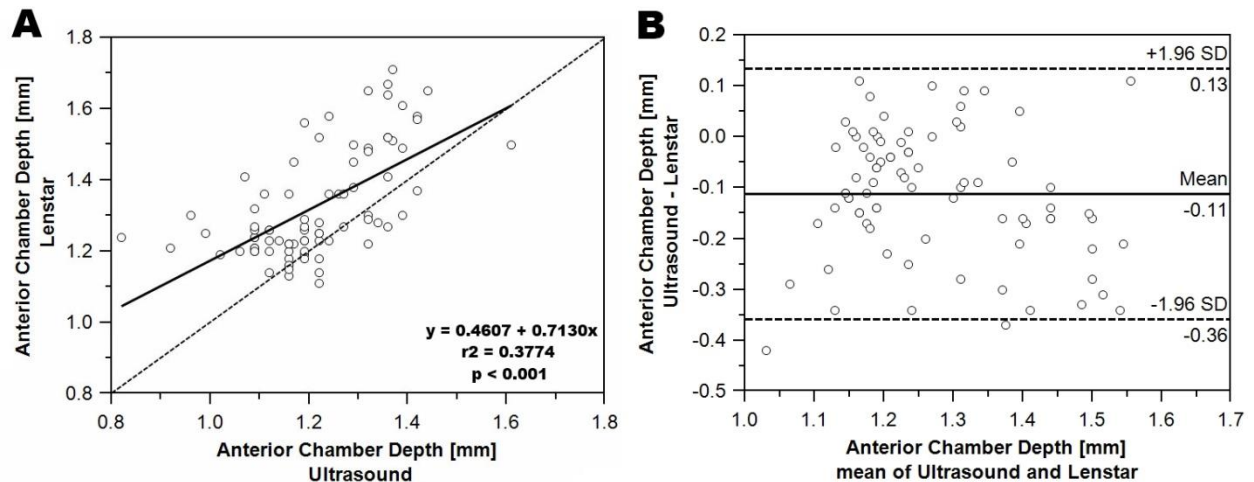 A
Anterior Chamber Depth [mm]
Lenstar
1.8
1.6
1.4
1.2
1.0
0.8
y = 0.4607 + 0.7130x
r2 = 0.3774
p < 0.001
0.8 1.0 1.2 1.4 1.6 1.8
Anterior Chamber Depth [mm]
Ultrasound
B
Anterior Chamber Depth [mm]
Ultrasound - Lenstar
0.2
0.1
0.0
-0.1
-0.2
-0.3
-0.4
-0.5
+1.96 SD
0.13
Mean
-0.11
-1.96 SD
-0.36
1.0 1.1 1.2 1.3 1.4 1.5 1.6 1.7
Anterior Chamber Depth [mm]
mean of Ultrasound and Lenstar